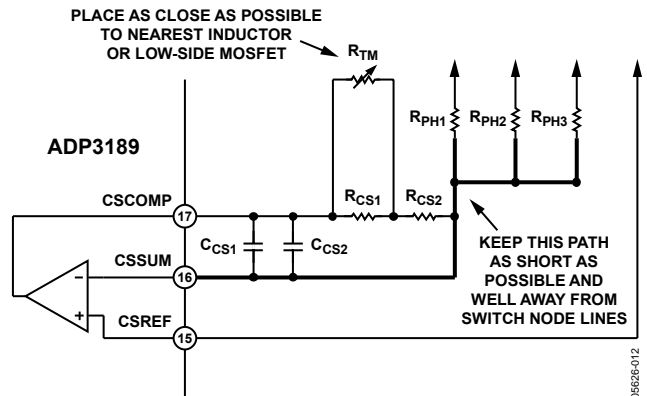 PLACE AS CLOSE AS POSSIBLE
TO NEAREST INDUCTOR
OR LOW-SIDE MOSFET
RTM
RPH1
RPH2
RPH3
ADP3189
CSCOMP
17
RCS1
RCS2
CCS1
CCS2
KEEP THIS PATH
AS SHORT AS
POSSIBLE AND
WELL AWAY FROM
SWITCH NODE LINES
CSSUM
16
–
+
CSREF
15
05626-012